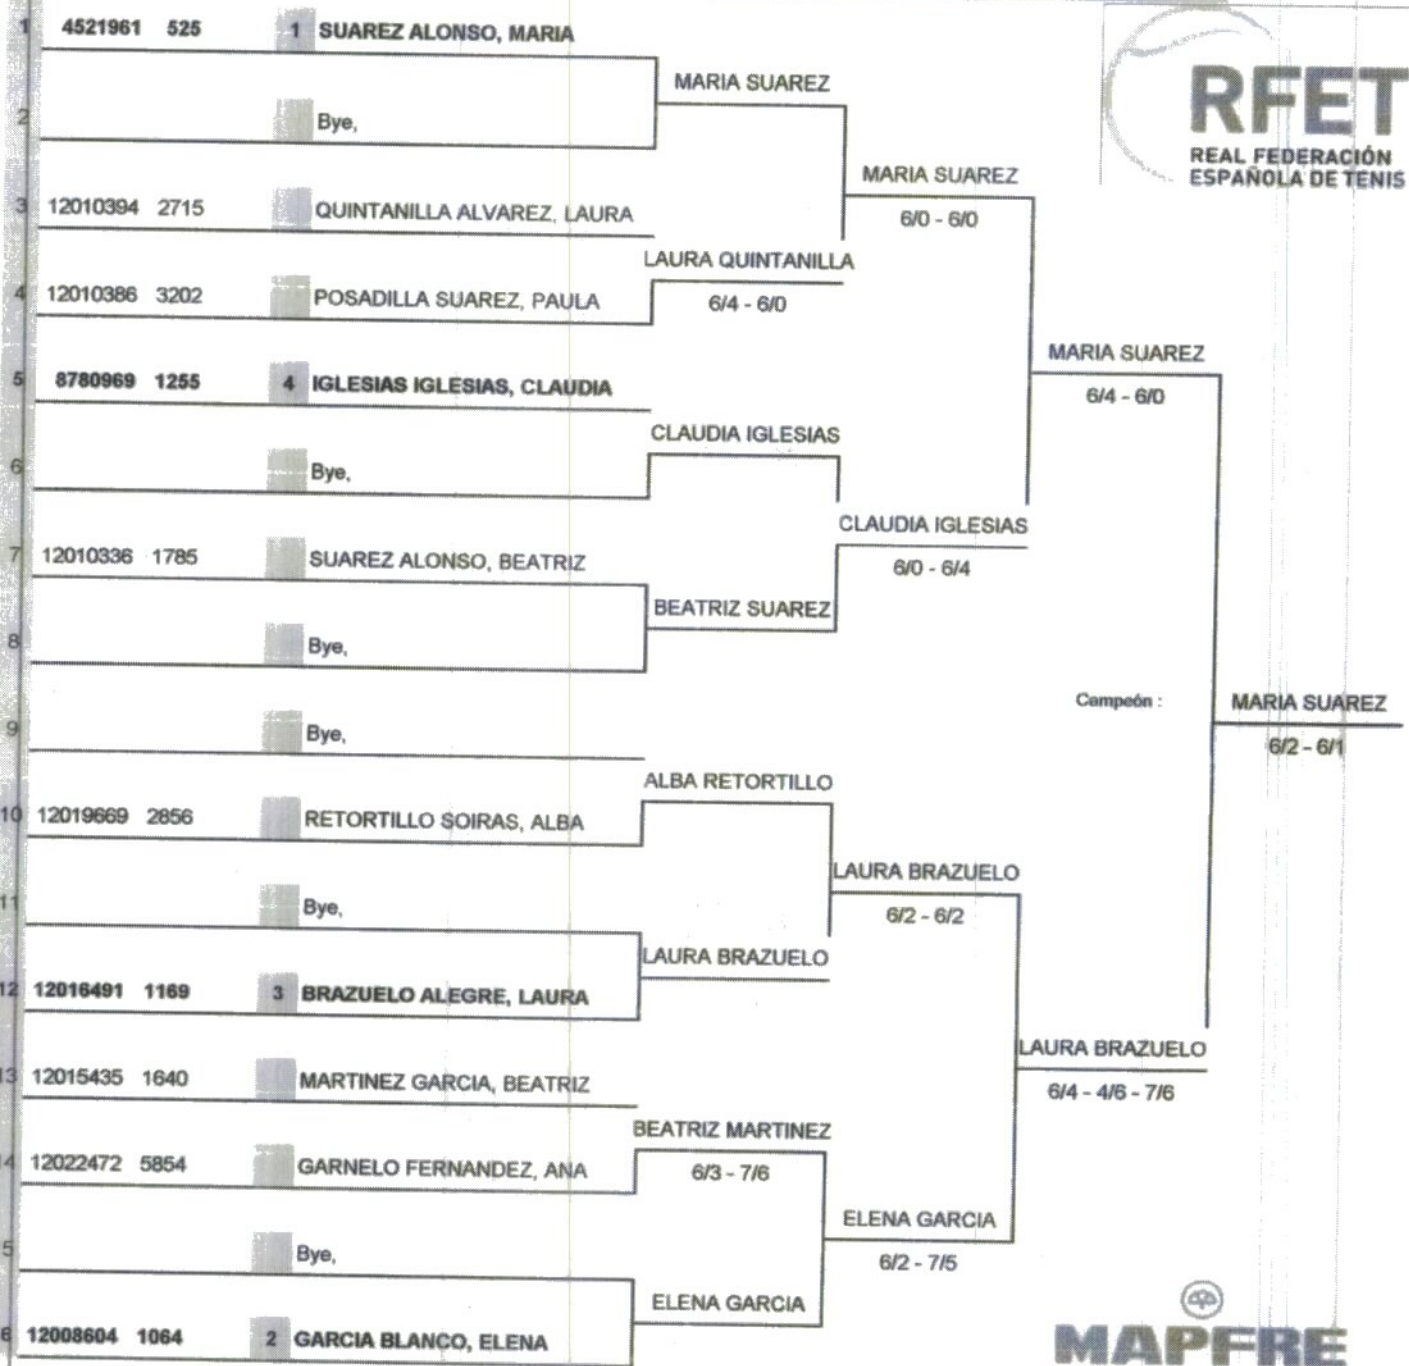 1 4521961 525 1 SUAREZ ALONSO, MARIA
MARIA SUAREZ
2 Bye,
MARIA SUAREZ
6/0 - 6/0
3 12010394 2715 QUINTANILLA ALVAREZ, LAURA
LAURA QUINTANILLA
6/4 - 6/0
4 12010386 3202 POSADILLA SUAREZ, PAULA
MARIA SUAREZ
6/4 - 6/0
5 8780969 1255 4 IGLESIAS IGLESIAS, CLAUDIA
CLAUDIA IGLESIAS
6 Bye,
CLAUDIA IGLESIAS
6/0 - 6/4
7 12010336 1785 SUAREZ ALONSO, BEATRIZ
BEATRIZ SUAREZ
8 Bye,
Campeón : MARIA SUAREZ
6/2 - 6/1
9 Bye,
ALBA RETORTILLO
10 12019669 2856 RETORTILLO SOIRAS, ALBA
LAURA BRAZUELO
6/2 - 6/2
11 Bye,
LAURA BRAZUELO
12 12016491 1169 3 BRAZUELO ALEGRE, LAURA
LAURA BRAZUELO
6/4 - 4/6 - 7/6
13 12015435 1640 MARTINEZ GARCIA, BEATRIZ
BEATRIZ MARTINEZ
6/3 - 7/6
14 12022472 5854 GARNELO FERNANDEZ, ANA
ELENA GARCIA
6/2 - 7/5
5 Bye,
ELENA GARCIA
6 12008604 1064 2 GARCIA BLANCO, ELENA
RFET
REAL FEDERACIÓN
ESPAÑOLA DE TENIS
MAPFRE